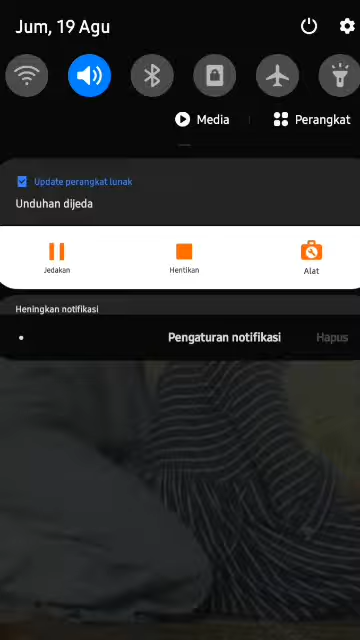 Jum, 19 Agu
Media
Perangkat
Update perangkat lunak
Unduhan dijeda
Jedakan
Hentikan
Alat
Heningkan notifikasi
Pengaturan notifikasi
Hapus